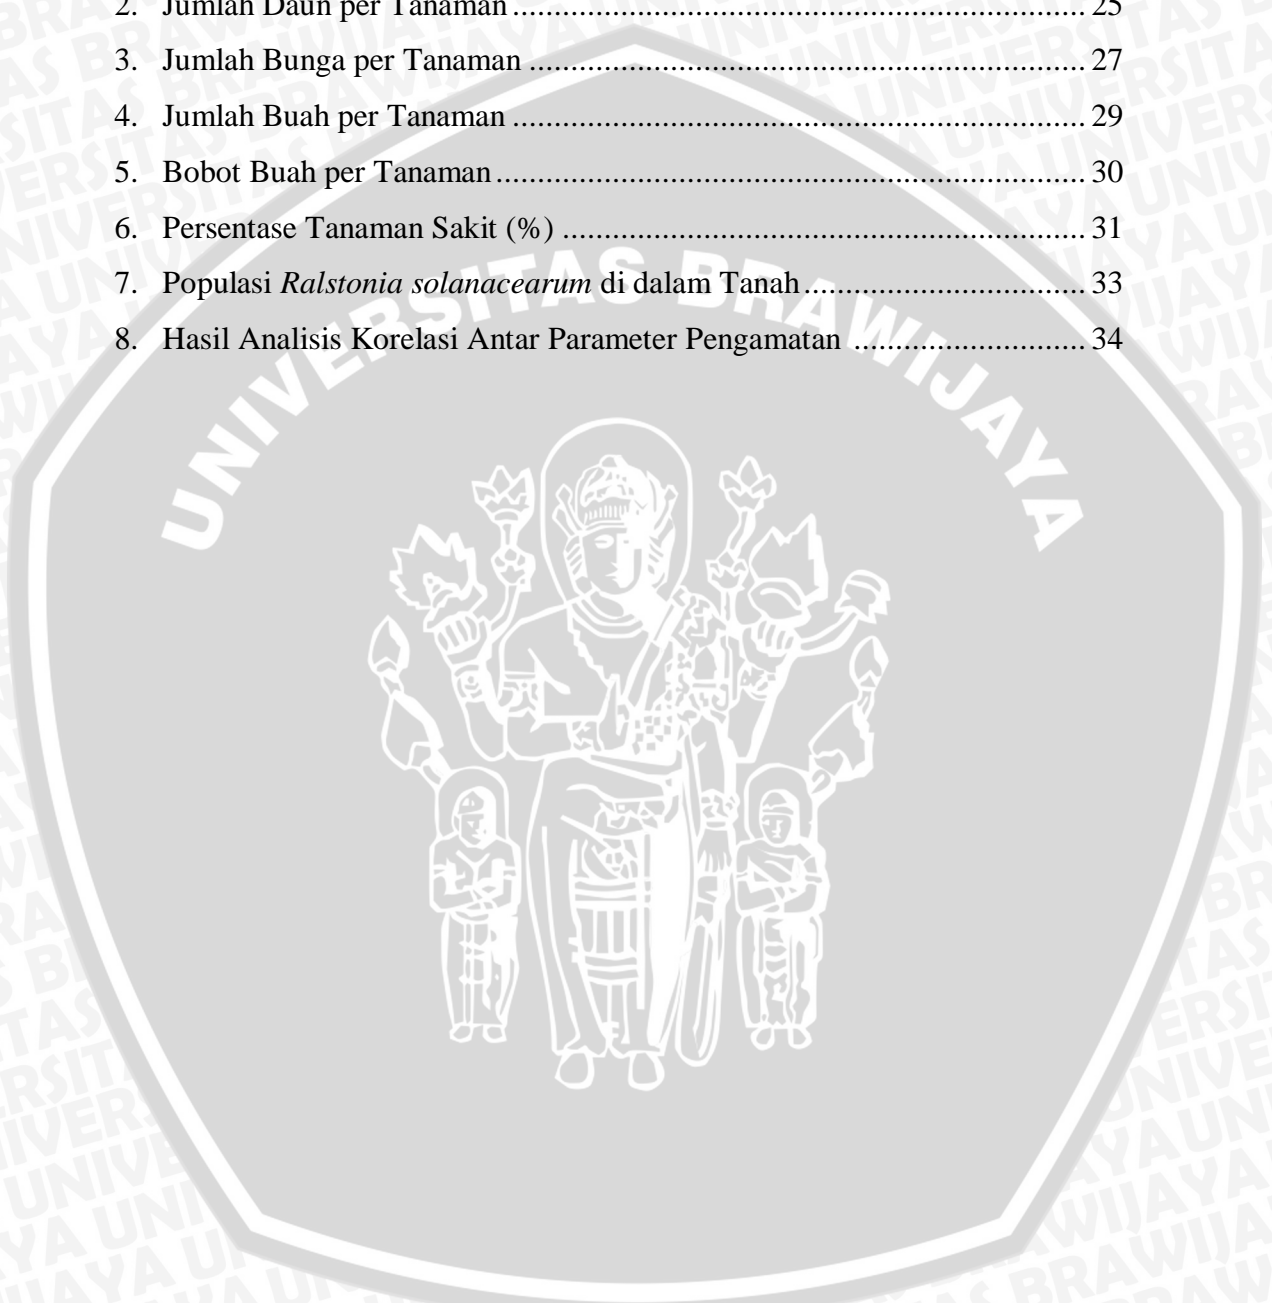 2. Jumlah Daun per Tanaman ........................................................................ 25
3. Jumlah Bunga per Tanaman ...................................................................... 27
4. Jumlah Buah per Tanaman ........................................................................ 29
5. Bobot Buah per Tanaman .......................................................................... 30
6. Persentase Tanaman Sakit (%) .................................................................. 31
7. Populasi Ralstonia solanacearum di dalam Tanah .................................... 33
8. Hasil Analisis Korelasi Antar Parameter Pengamatan .............................. 34
UNIVERSITAS BRAWIJAYA